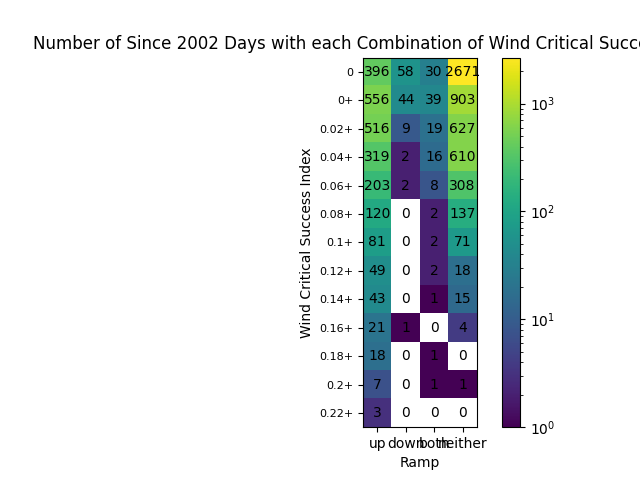 Number of Since 2002 Days with each Combination of Wind Critical Succe
0 396 58 30 2671
0+ 556 44 39 903
0.02+ 516 9 19 627
0.04+ 319 2 16 610
0.06+ 203 2 8 308
0.08+ 120 0 2 137
0.1+ 81 0 2 71
0.12+ 49 0 2 18
0.14+ 43 0 1 15
0.16+ 21 1 0 4
0.18+ 18 0 1 0
0.2+ 7 0 1 1
0.22+ 3 0 0 0
up down both neither
Ramp
Wind Critical Success Index
10³
10²
10¹
10⁰